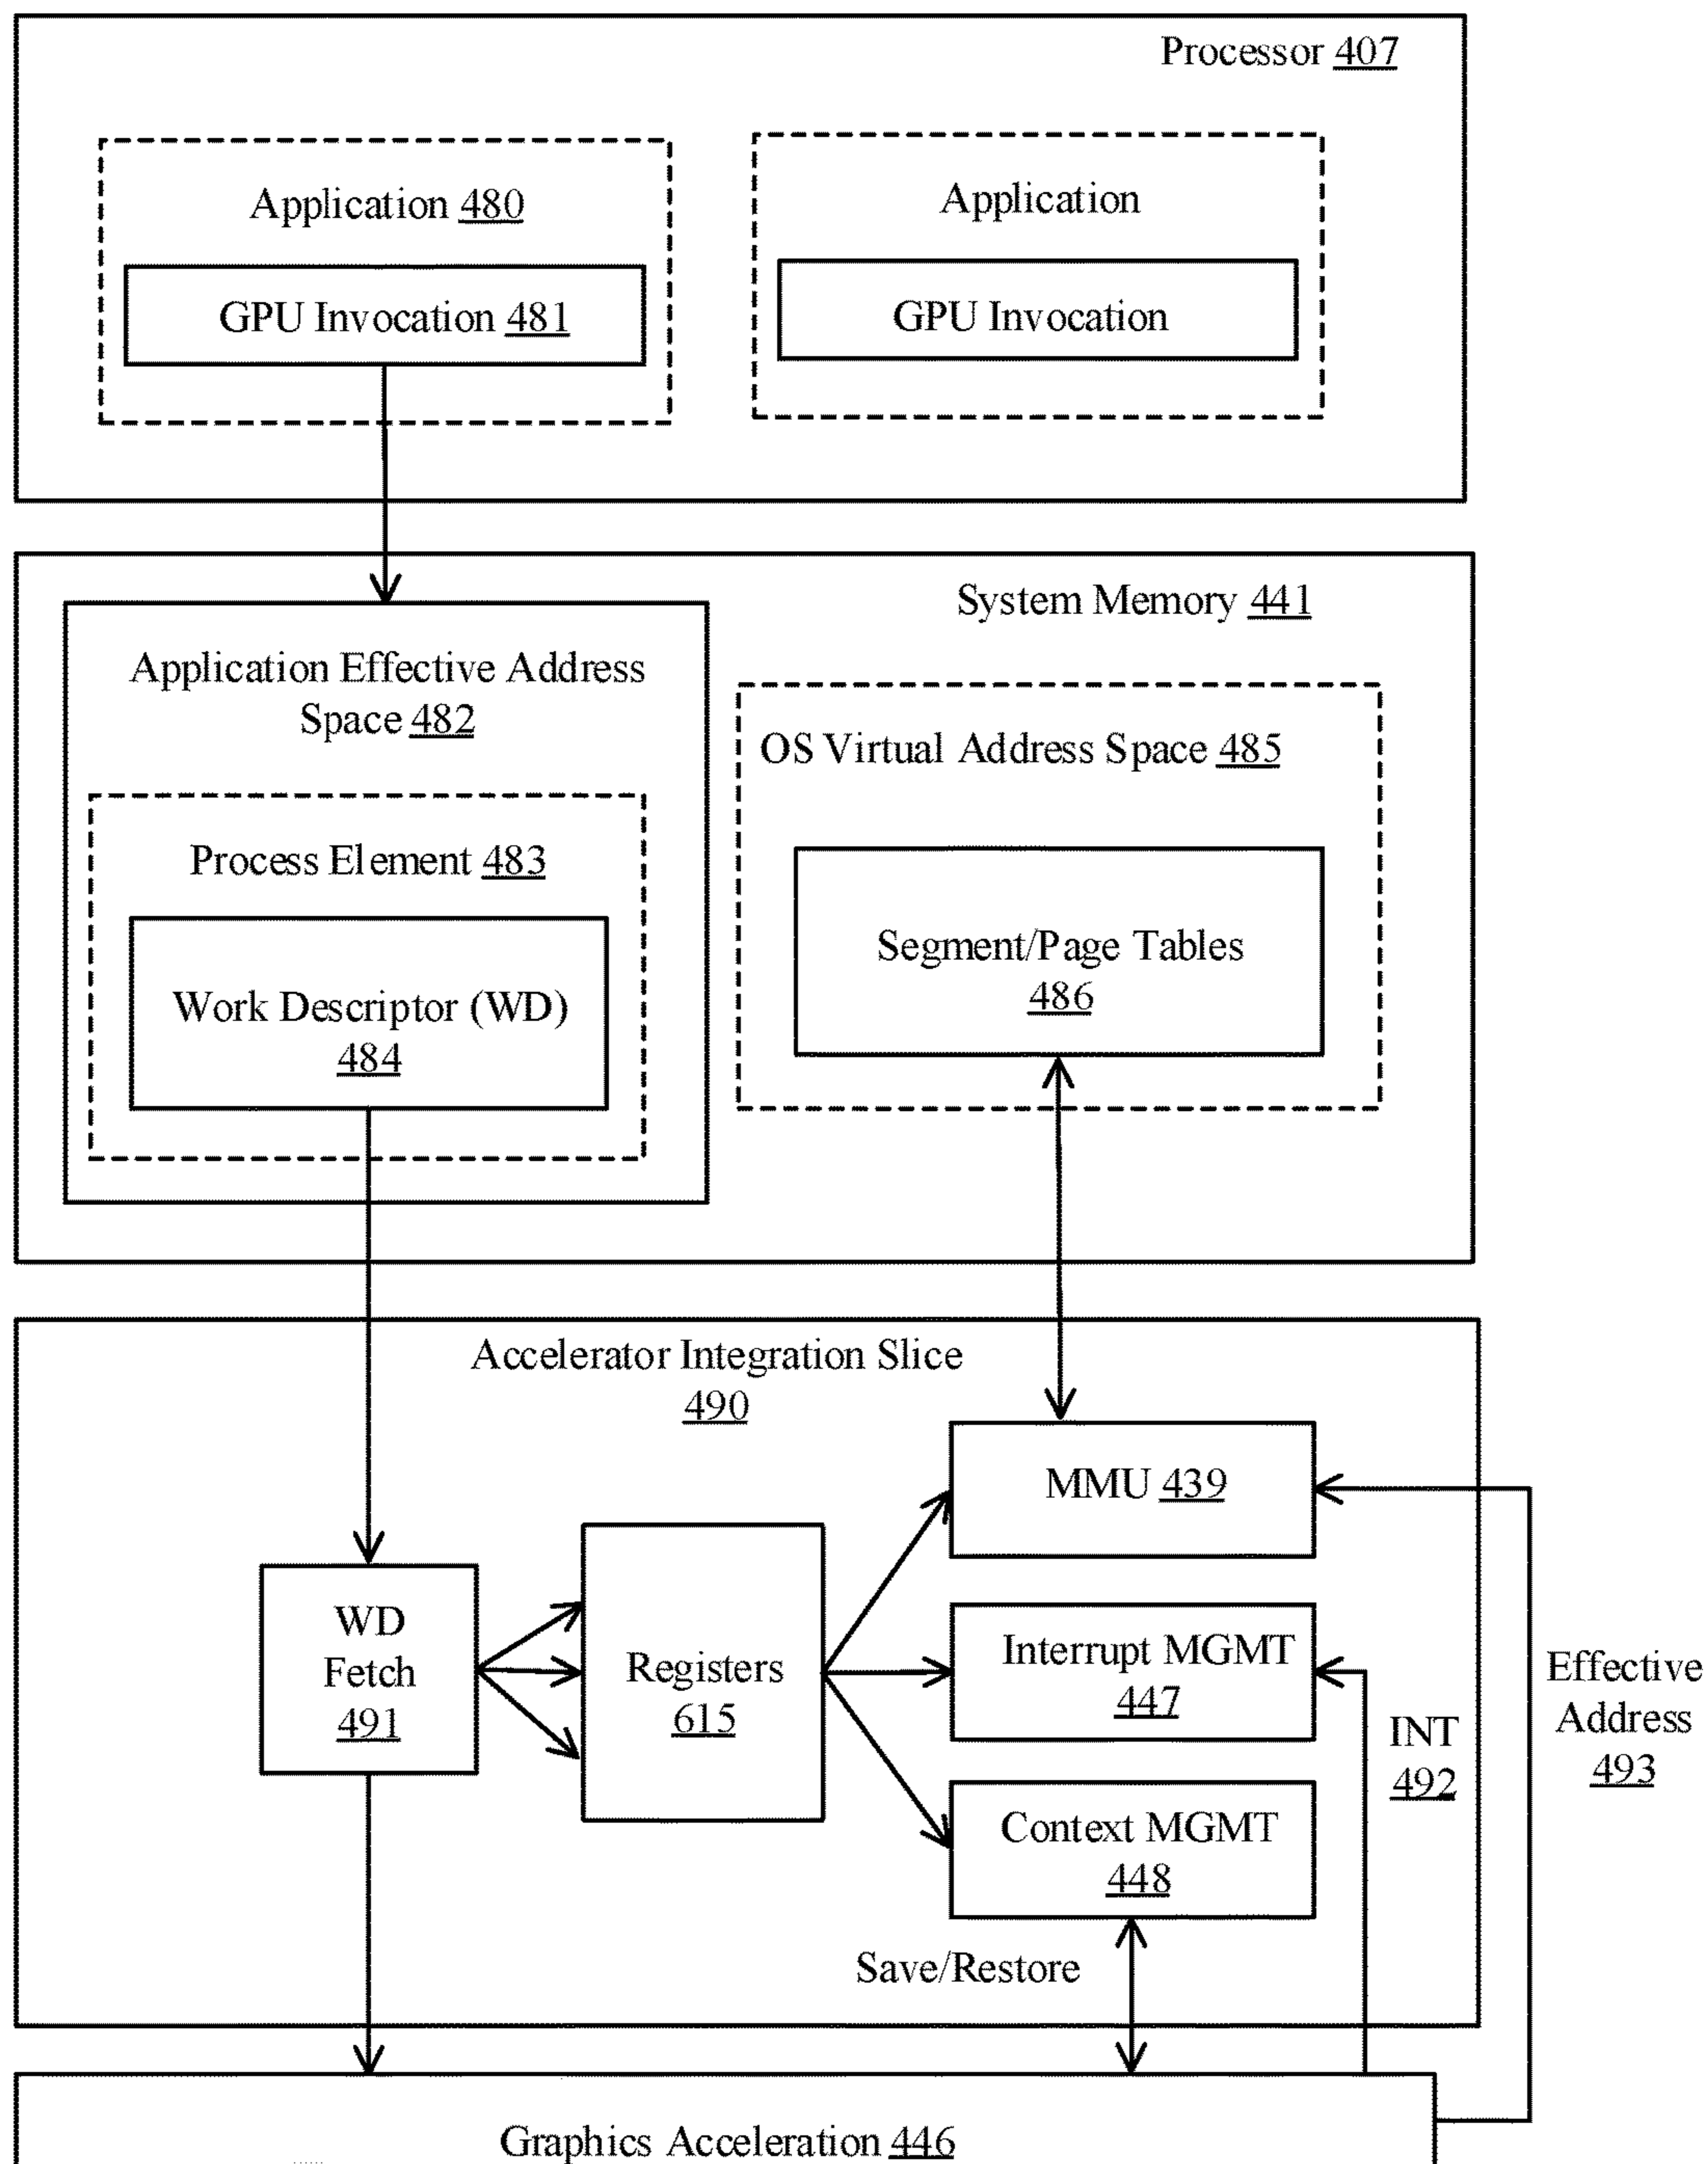 Processor 407
Application 480
Application
GPU Invocation 481
GPU Invocation
System Memory 441
Application Effective Address
Space 482
OS Virtual Address Space 485
Process Element 483
Segment/Page Tables
486
Work Descriptor (WD)
484
Accelerator Integration Slice
490
MMU 439
WD
Fetch
491
Registers
615
Interrupt MGMT
447
Effective
Address
493
INT
492
Context MGMT
448
Save/Restore
Graphics Acceleration 446